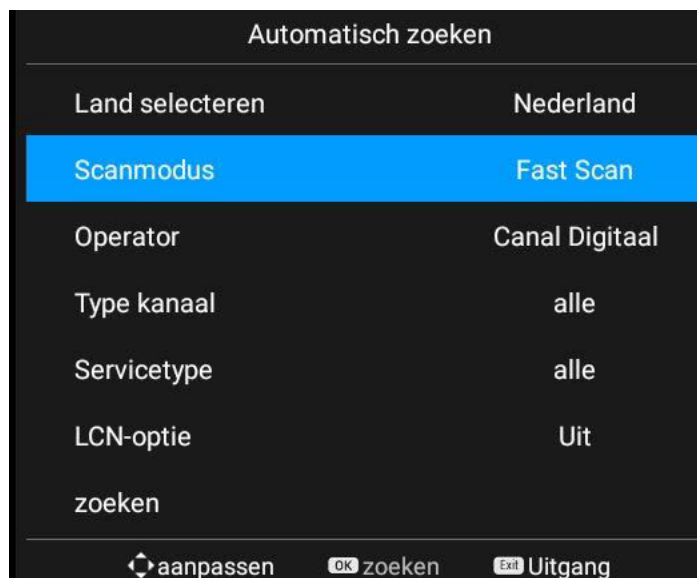 Automatisch zoeken
Land selecteren Nederland
Scanmodus Fast Scan
Operator Canal Digitaal
Type kanaal alle
Servicetype alle
LCN-optie Uit
zoeken
aanpassen OK zoeken Exit Uitgang